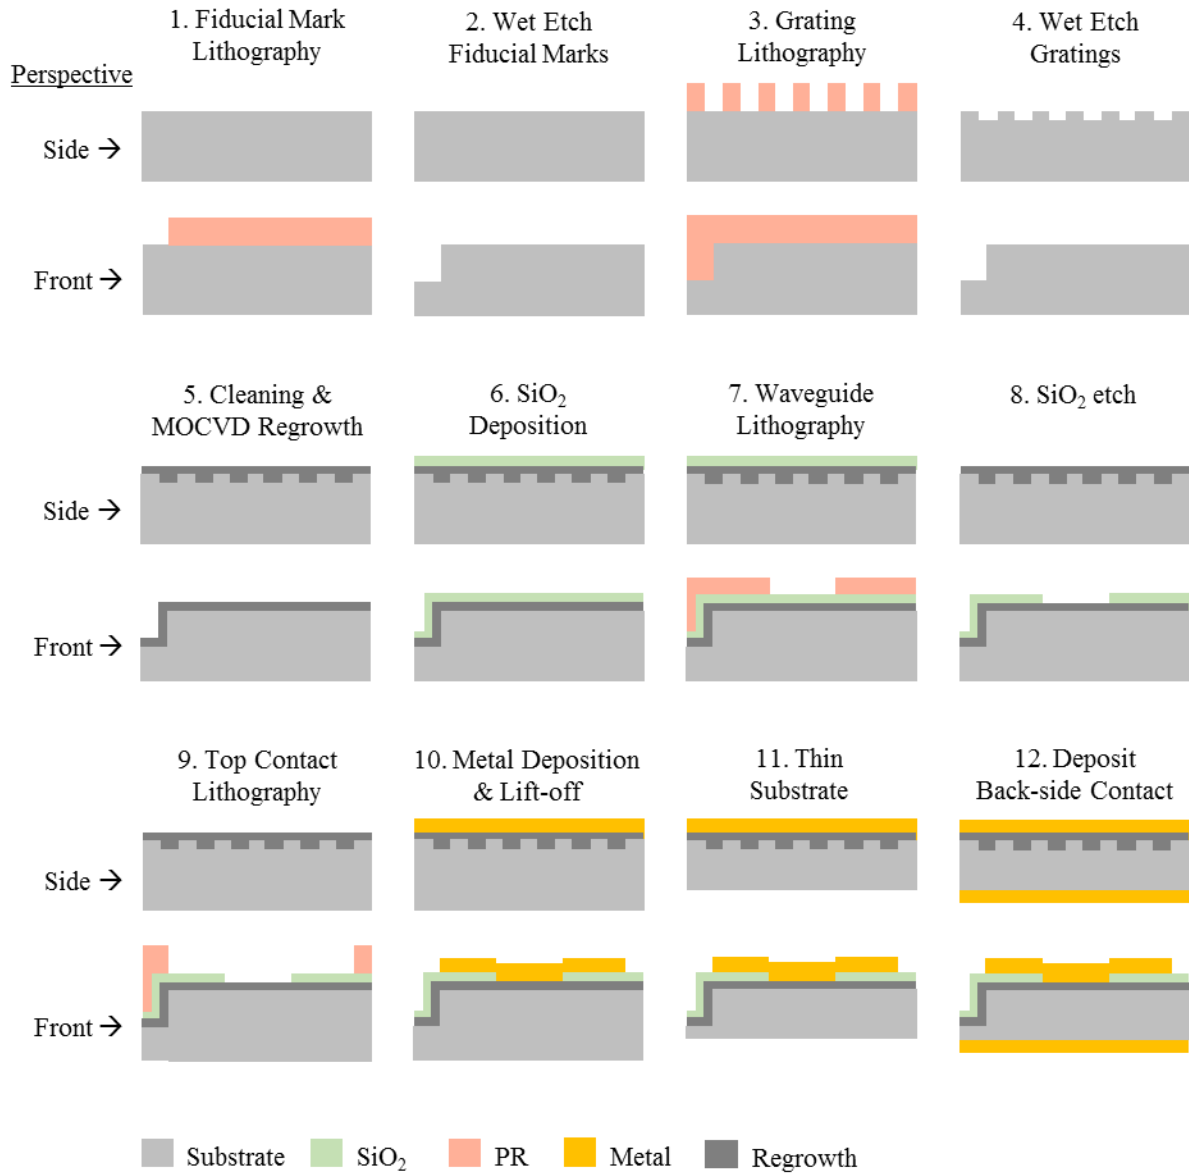 1. Fiducial Mark
Lithography
2. Wet Etch
Fiducial Marks
3. Grating
Lithography
4. Wet Etch
Gratings
Perspective
Side →
Front →
5. Cleaning &
MOCVD Regrowth
6. SiO₂
Deposition
7. Waveguide
Lithography
8. SiO₂ etch
Side →
Front →
9. Top Contact
Lithography
10. Metal Deposition
& Lift-off
11. Thin
Substrate
12. Deposit
Back-side Contact
Side →
Front →
Substrate
SiO₂
PR
Metal
Regrowth